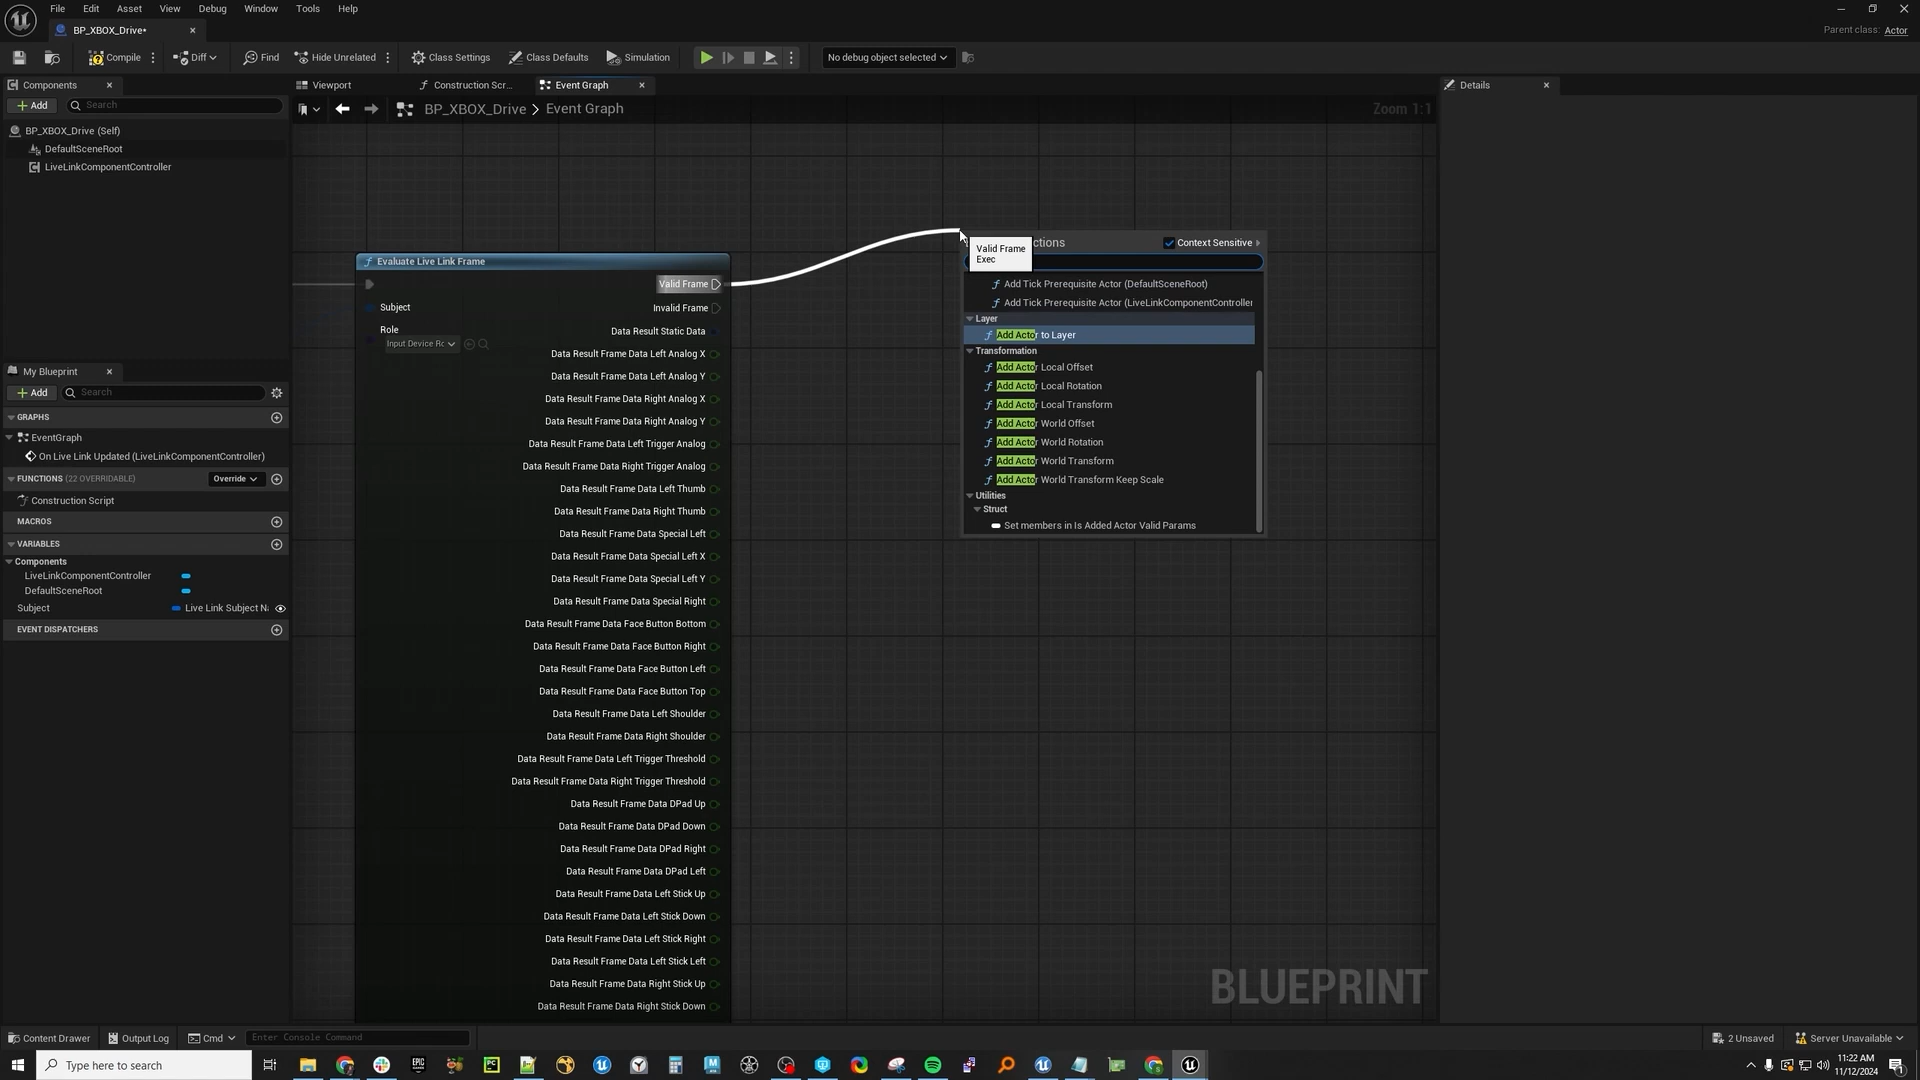 File Edit Asset View Debug Window Tools Help
BP_XBOX_Drive•
Parent class: Actor
Compile Diff Find Hide Unrelated Class Settings Class Defaults Simulation No debug object selected
Components
Add Search
BP_XBOX_Drive (Self)
DefaultSceneRoot
LiveLinkComponentController
My Blueprint
Add Search
GRAPHS
EventGraph
On Live Link Updated (LiveLinkComponentController)
FUNCTIONS (22 OVERRIDABLE) Override
Construction Script
MACROS
VARIABLES
Components
LiveLinkComponentController
DefaultSceneRoot
Subject Live Link Subject Na
EVENT DISPATCHERS
Viewport Construction Scr... Event Graph
BP_XBOX_Drive > Event Graph
Zoom 1:1
Evaluate Live Link Frame
Valid Frame
Subject
Invalid Frame
Role
Input Device Rc
Data Result Static Data
Data Result Frame Data Left Analog X
Data Result Frame Data Left Analog Y
Data Result Frame Data Right Analog X
Data Result Frame Data Right Analog Y
Data Result Frame Data Left Trigger Analog
Data Result Frame Data Right Trigger Analog
Data Result Frame Data Left Thumb
Data Result Frame Data Right Thumb
Data Result Frame Data Special Left
Data Result Frame Data Special Left X
Data Result Frame Data Special Left Y
Data Result Frame Data Special Right
Data Result Frame Data Face Button Bottom
Data Result Frame Data Face Button Right
Data Result Frame Data Face Button Left
Data Result Frame Data Face Button Top
Data Result Frame Data Left Shoulder
Data Result Frame Data Right Shoulder
Data Result Frame Data Left Trigger Threshold
Data Result Frame Data Right Trigger Threshold
Data Result Frame Data DPad Up
Data Result Frame Data DPad Down
Data Result Frame Data DPad Right
Data Result Frame Data DPad Left
Data Result Frame Data Left Stick Up
Data Result Frame Data Left Stick Down
Data Result Frame Data Left Stick Right
Data Result Frame Data Left Stick Left
Data Result Frame Data Right Stick Up
Data Result Frame Data Right Stick Down
Valid Frame
Exec
ctions
Context Sensitive
Add Tick Prerequisite Actor (DefaultSceneRoot)
Add Tick Prerequisite Actor (LiveLinkComponentController
Layer
Add Actor to Layer
Transformation
Add Actor Local Offset
Add Actor Local Rotation
Add Actor Local Transform
Add Actor World Offset
Add Actor World Rotation
Add Actor World Transform
Add Actor World Transform Keep Scale
Utilities
Struct
Set members in Is Added Actor Valid Params
BLUEPRINT
Details
Content Drawer Output Log Cmd Enter Console Command
2 Unsaved Server Unavailable
Type here to search
11:22 AM
11/12/2024